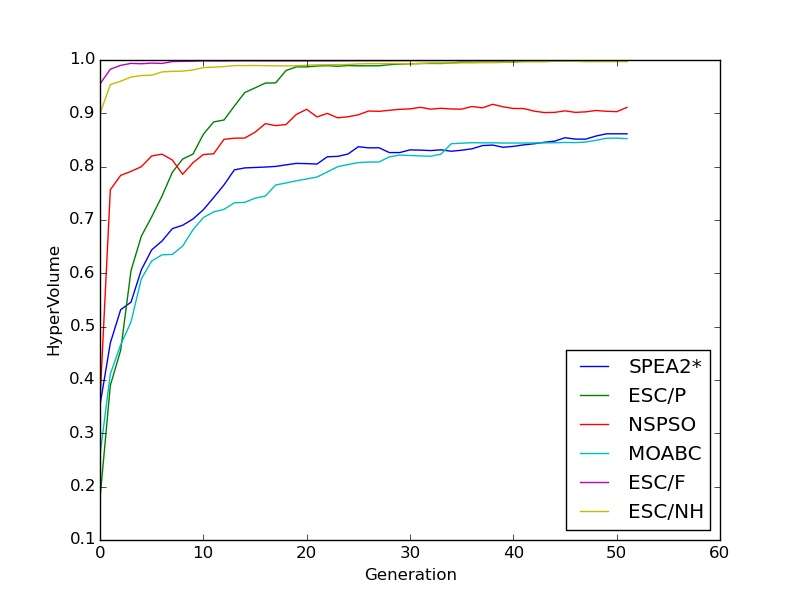 1.0
0.9
0.8
0.7
0.6
0.5
0.4
0.3
0.2
0.1
HyperVolume
SPEA2*
ESC/P
NSPSO
MOABC
ESC/F
ESC/NH
0 10 20 30 40 50 60
Generation